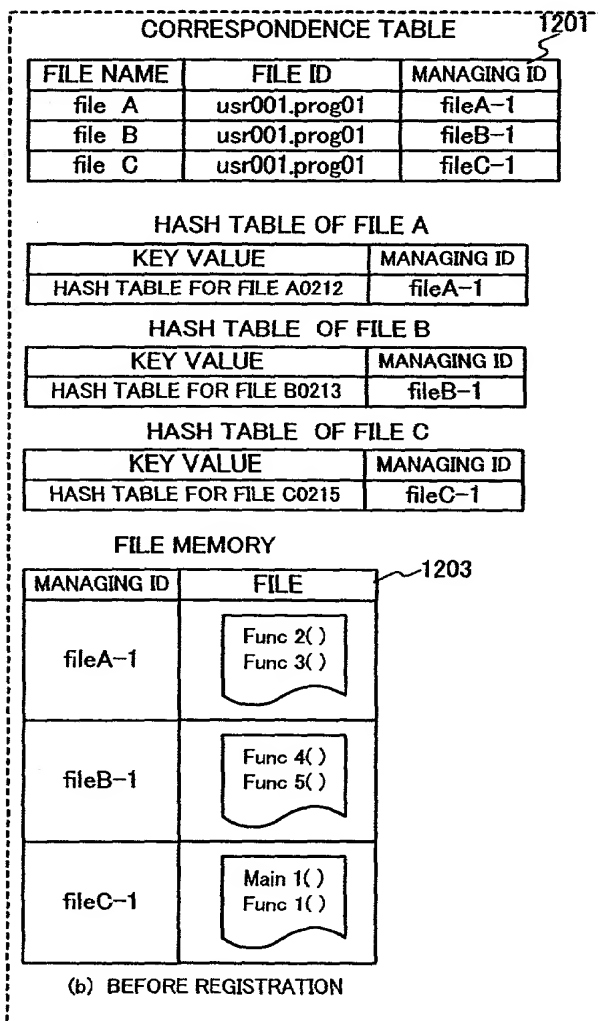 CORRESPONDENCE TABLE 1201
FILE NAME FILE ID MANAGING ID
file A usr001.prog01 fileA-1
file B usr001.prog01 fileB-1
file C usr001.prog01 fileC-1
HASH TABLE OF FILE A
KEY VALUE MANAGING ID
HASH TABLE FOR FILE A0212 fileA-1
HASH TABLE OF FILE B
KEY VALUE MANAGING ID
HASH TABLE FOR FILE B0213 fileB-1
HASH TABLE OF FILE C
KEY VALUE MANAGING ID
HASH TABLE FOR FILE C0215 fileC-1
FILE MEMORY
MANAGING ID FILE 1203
Func 2( )
fileA-1 Func 3( )
Func 4( )
fileB-1 Func 5( )
Main 1( )
fileC-1 Func 1( )
(b) BEFORE REGISTRATION